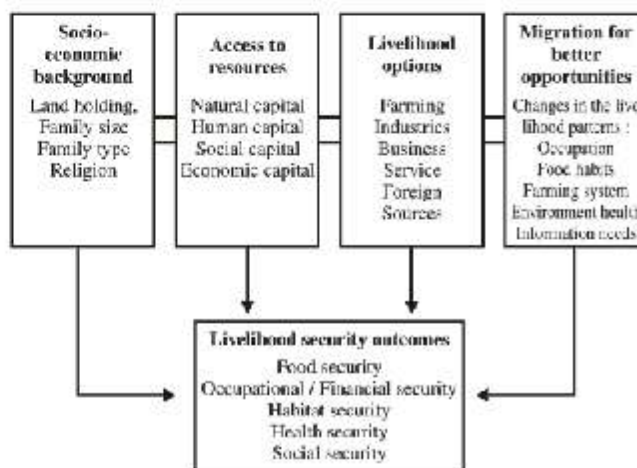 Socio-
economic
background
Land holding,
Family size
Family type
Religion
Access to
resources
Natural capital
Human capital
Social capital
Economic capital
Livelihood
options
Farming
Industries
Business
Service
Foreign
Sources
Migration for
better
opportunities
Changes in the live
lihood patterns :
Occupation
Food habits
Farming system
Environment health
Information needs
Livelihood security outcomes
Food security
Occupational / Financial security
Habitat security
Health security
Social security